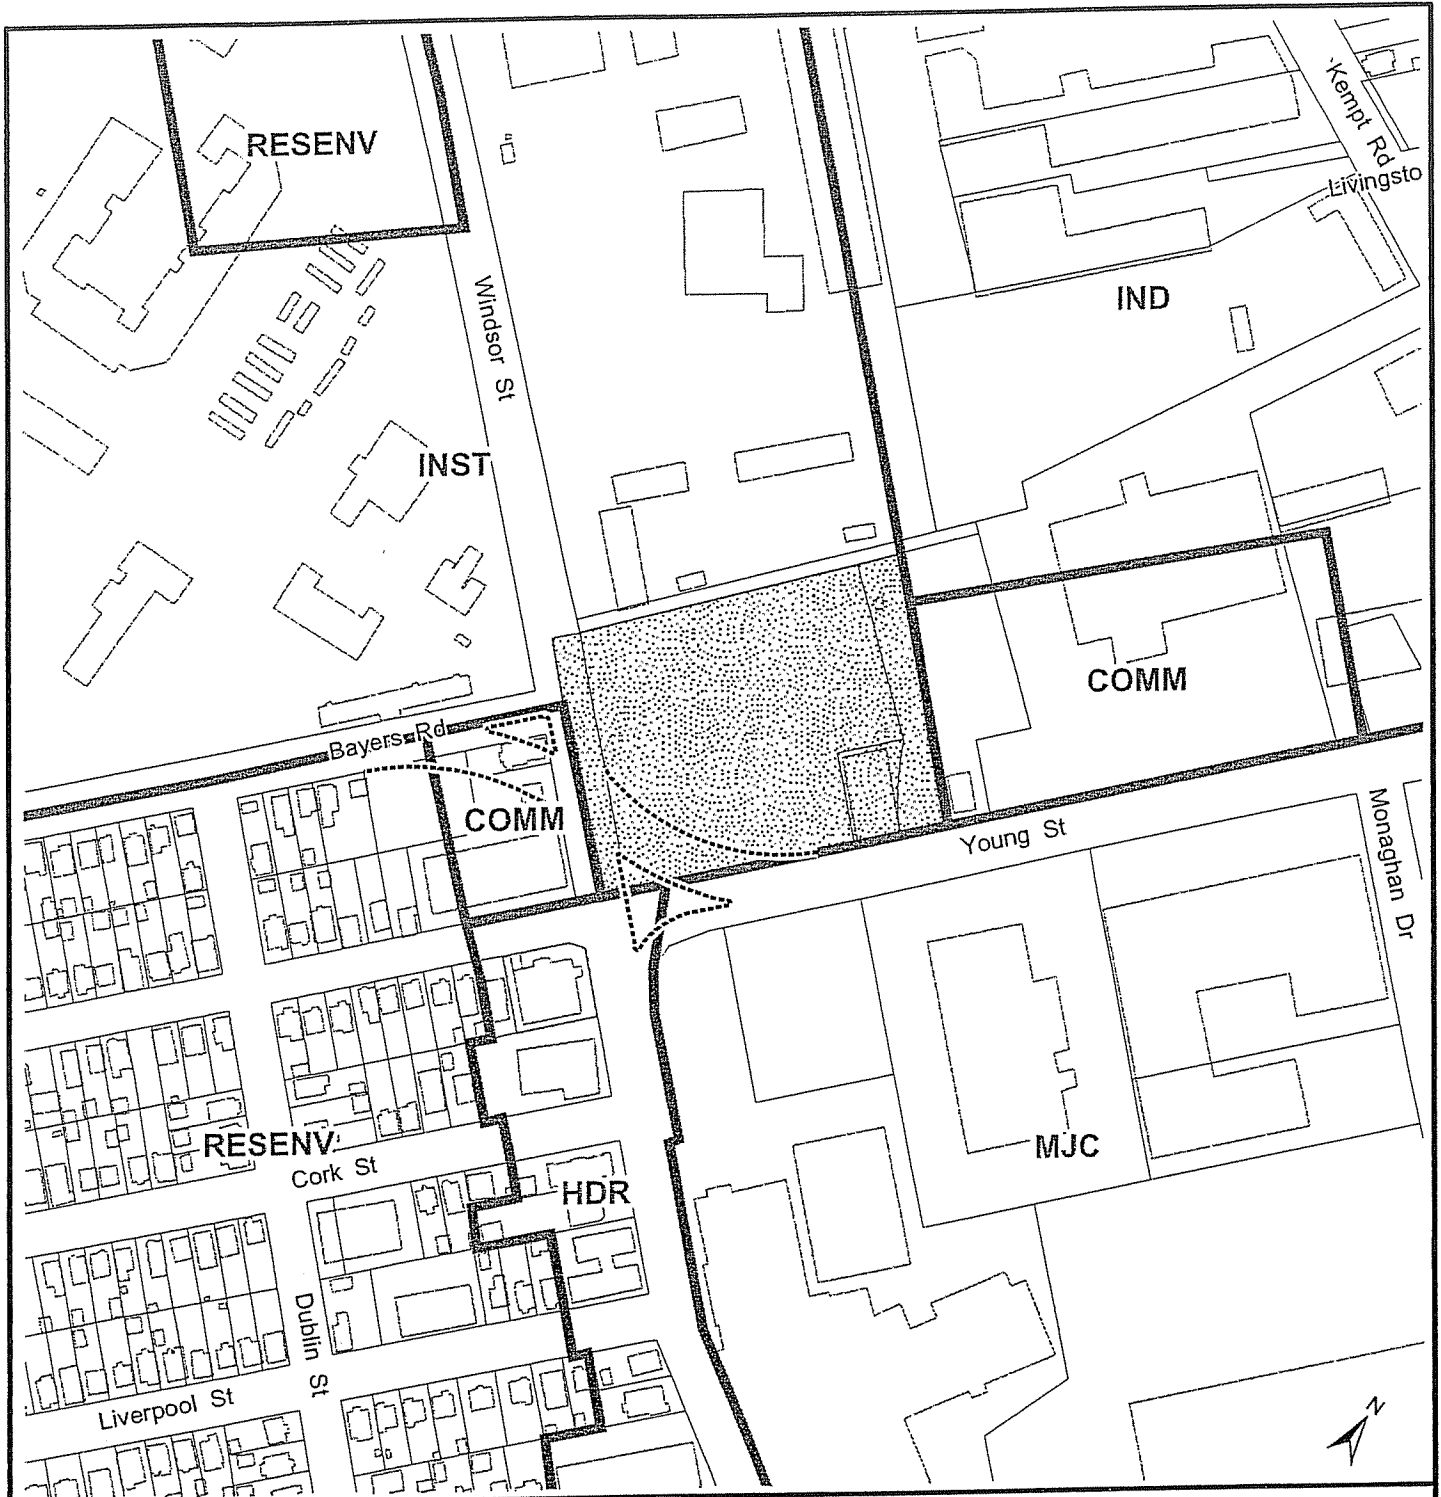 Kempt Rd
RESENV
Livingsto
Windsor St
IND
INST
COMM
Bayers Rd
COMM
Young St
Monaghan Dr
RESENV
Cork St
MJC
HDR
Dublin St
Liverpool St
N